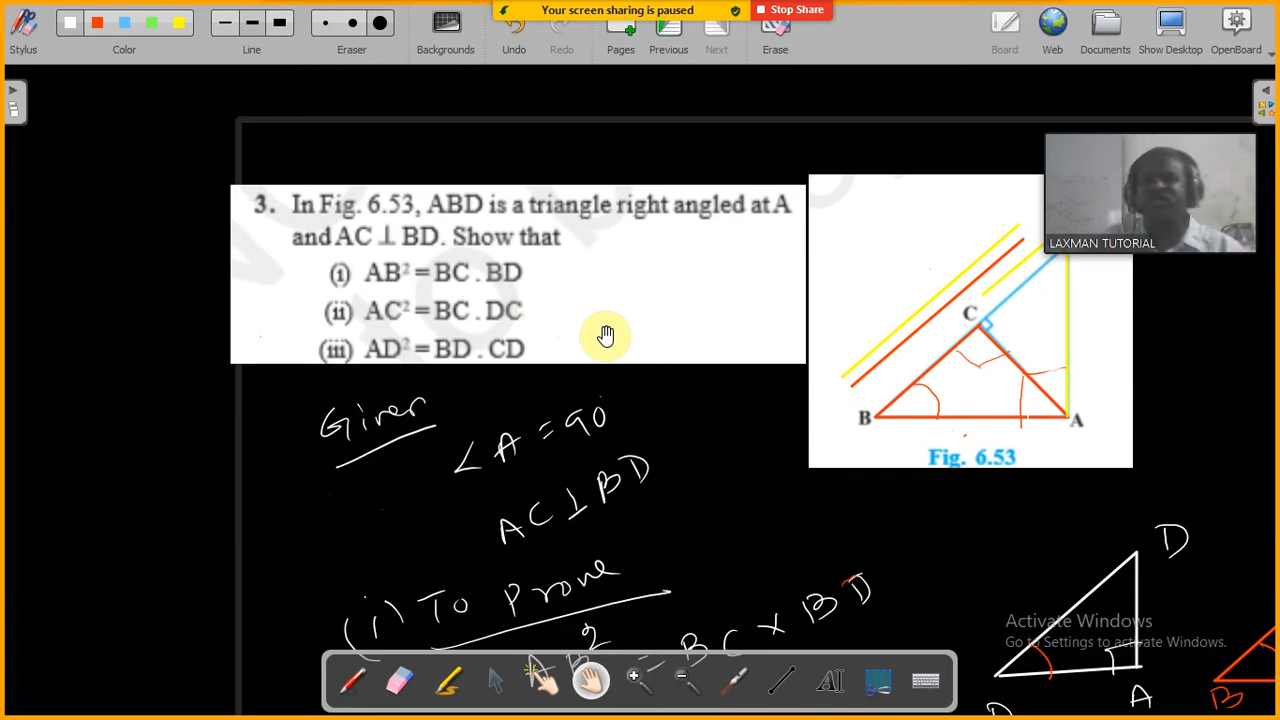 Your screen sharing is paused
Stop Share
Stylus
Color
Line
Eraser
Backgrounds
Undo
Redo
Pages
Previous
Next
Erase
Board
Web
Documents
Show Desktop
OpenBoard
3. In Fig. 6.53, ABD is a triangle right angled at A
and AC ⊥ BD. Show that
(i) AB² = BC . BD
(ii) AC² = BC . DC
(iii) AD² = BD . CD
LAXMAN TUTORIAL
C
B
A
Fig. 6.53
Given
∠A = 90°
AC ⊥ BD
(i) To Prove
AB² = BC × BD
D
A
B
Activate Windows
Go to Settings to activate Windows.